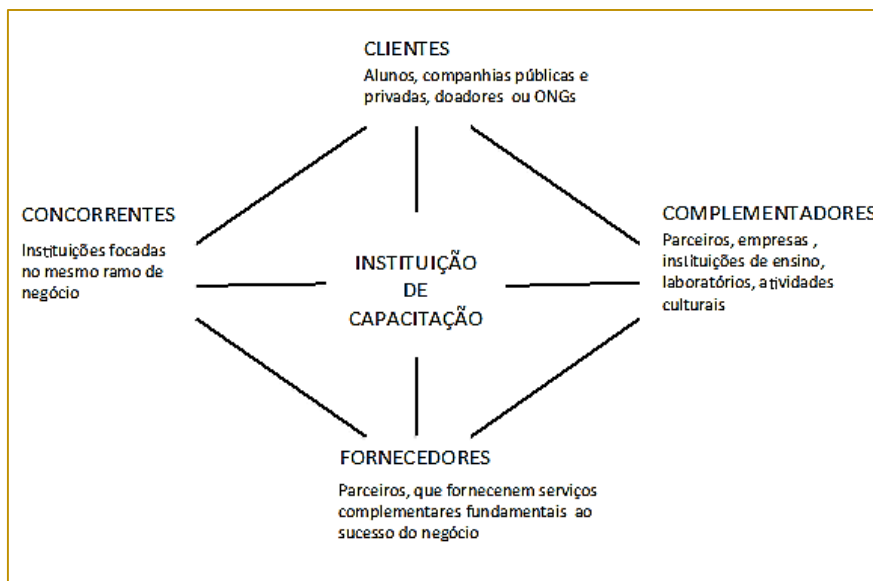 CLIENTES
Alunos, companhias públicas e
privadas, doadores ou ONGs
CONCORRENTES
Instituições focadas
no mesmo ramo de
negócio
INSTITUIÇÃO
DE
CAPACITAÇÃO
COMPLEMENTADORES
Parceiros, empresas ,
instituições de ensino,
laboratórios, atividades
culturais
FORNECEDORES
Parceiros, que fornecenem serviços
complementares fundamentais ao
sucesso do negócio